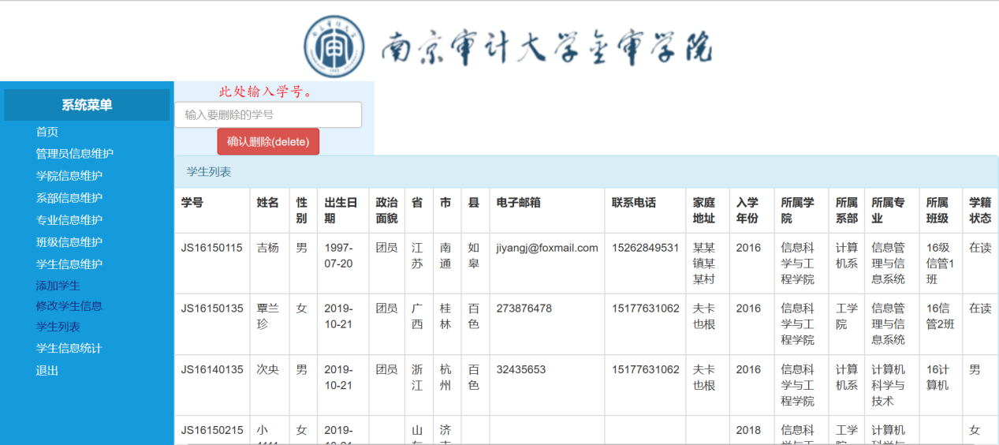 南京审计大学金审学院
系统菜单
首页
管理员信息维护
学院信息维护
系部信息维护
专业信息维护
班级信息维护
学生信息维护
添加学生
修改学生信息
学生列表
学生信息统计
退出
此处输入学号。
输入要删除的学号
确认删除(delete)
学生列表
学号 姓名 性别 出生日期 政治面貌 省 市 县 电子邮箱 联系电话 家庭地址 入学年份 所属学院 所属系部 所属专业 所属班级 学籍状态
JS16150115 吉杨 男 1997-07-20 团员 江苏 南通 如皋 jiyangj@foxmail.com 15262849531 某某镇某某村 2016 信息科学与工程学院 计算机系 信息管理与信息系统 16级信管1班 在读
JS16150135 覃兰珍 女 2019-10-21 团员 广西 桂林 百色 273876478 15177631062 夫卡也根 2016 信息科学与工程学院 工学院 信息管理与信息系统 16信管2班 在读
JS16140135 次央 男 2019-10-21 团员 浙江 杭州 百色 32435653 15177631062 夫卡也根 2016 信息科学与工程学院 计算机系 计算机科学与技术 16计算机 男
JS16150215 小 女 2019- 山 济 2018 信息科 工学 计算机 女